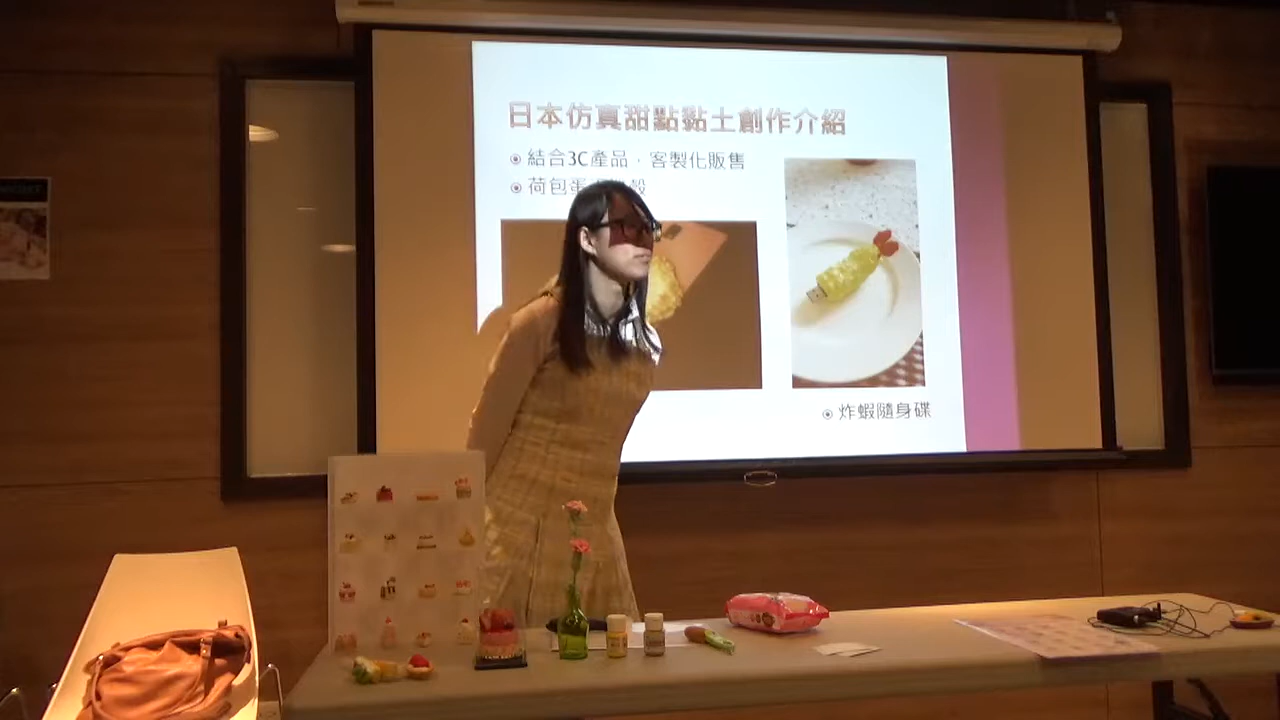 日本仿真甜點黏土創作介紹
結合3C產品，客製化販售
荷包蛋
炸蝦隨身碟